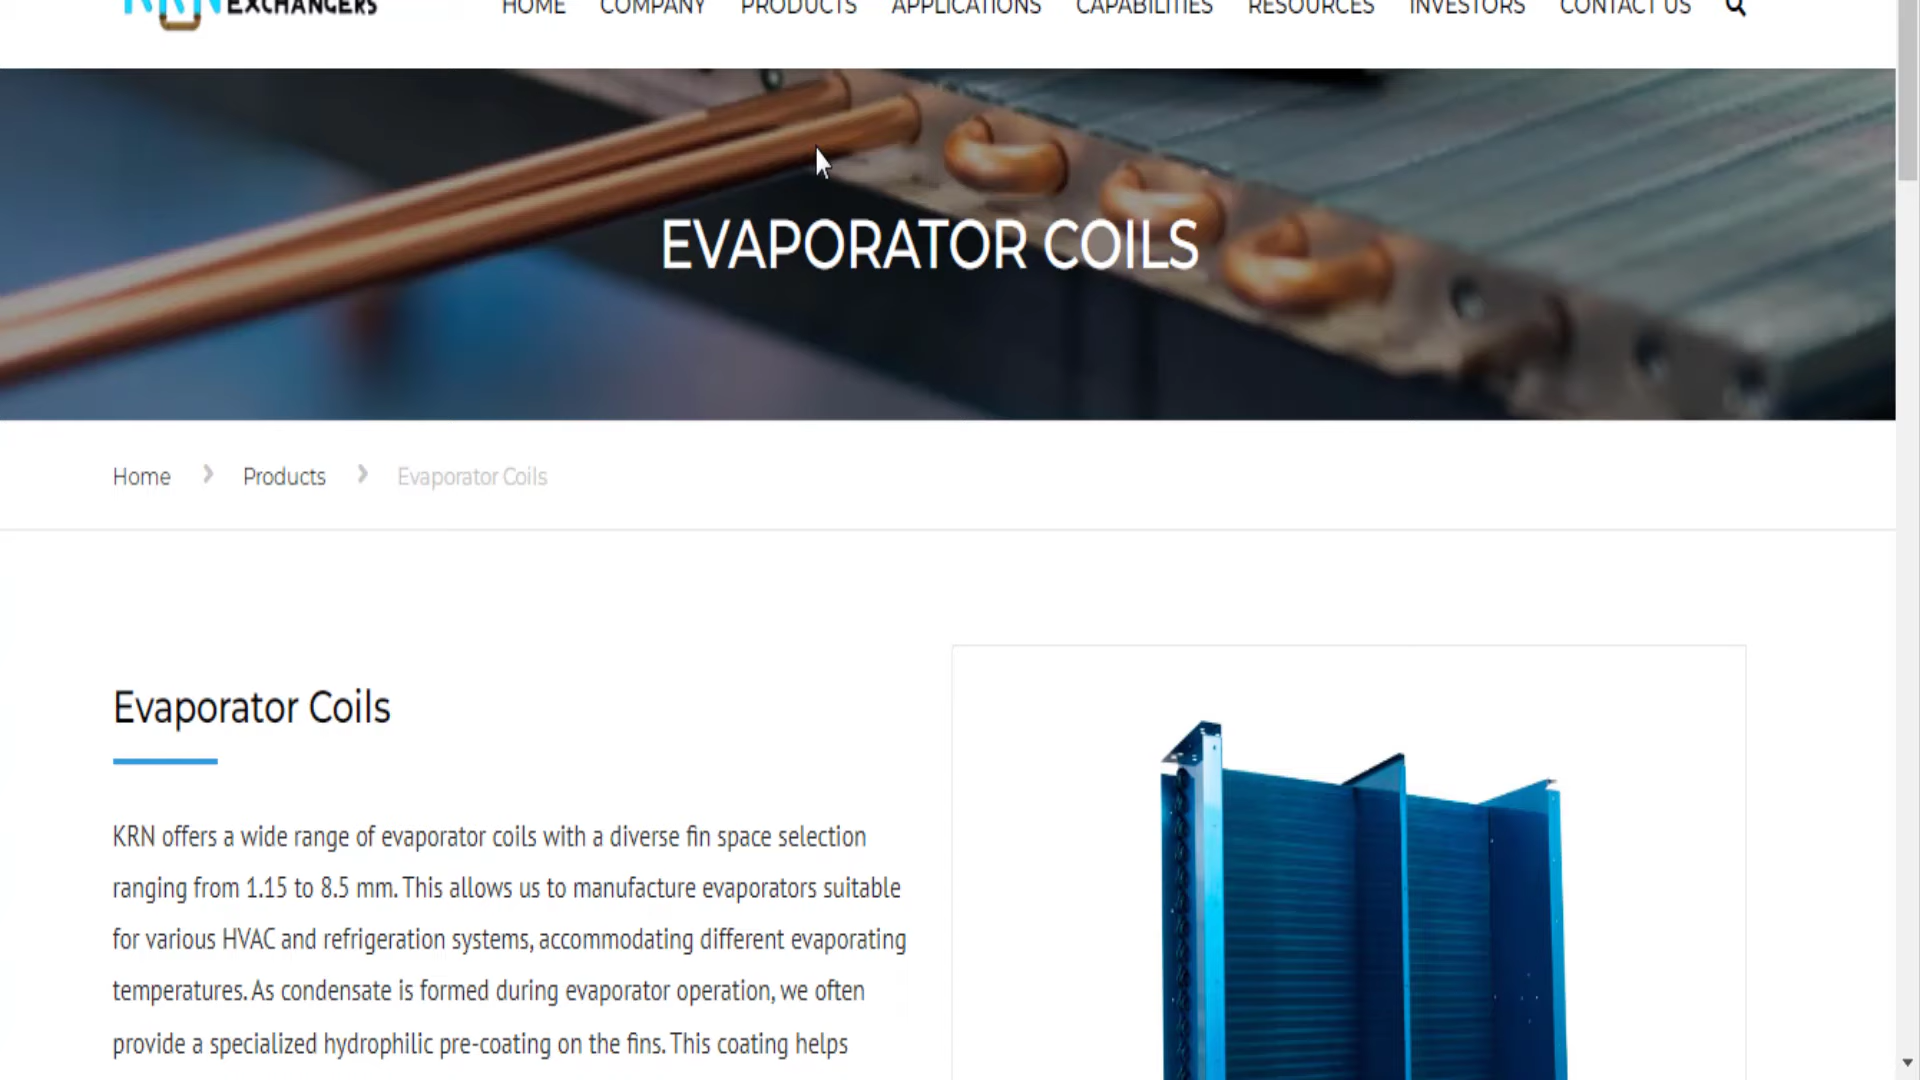 KRN EXCHANGERS
HOME COMPANY PRODUCTS APPLICATIONS CAPABILITIES RESOURCES INVESTORS CONTACT US
EVAPORATOR COILS
Home › Products › Evaporator Coils
Evaporator Coils
KRN offers a wide range of evaporator coils with a diverse fin space selection
ranging from 1.15 to 8.5 mm. This allows us to manufacture evaporators suitable
for various HVAC and refrigeration systems, accommodating different evaporating
temperatures. As condensate is formed during evaporator operation, we often
provide a specialized hydrophilic pre-coating on the fins. This coating helps